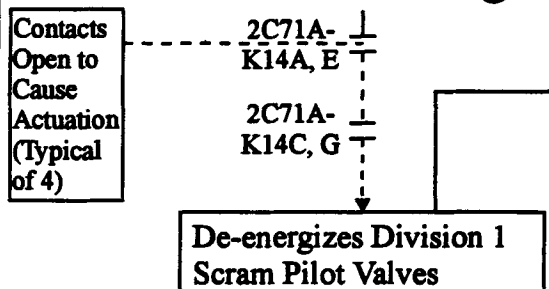 Contacts
Open to
Cause
Actuation
(Typical
of 4)
2C71A-
K14A, E
2C71A-
K14C, G
De-energizes Division 1
Scram Pilot Valves